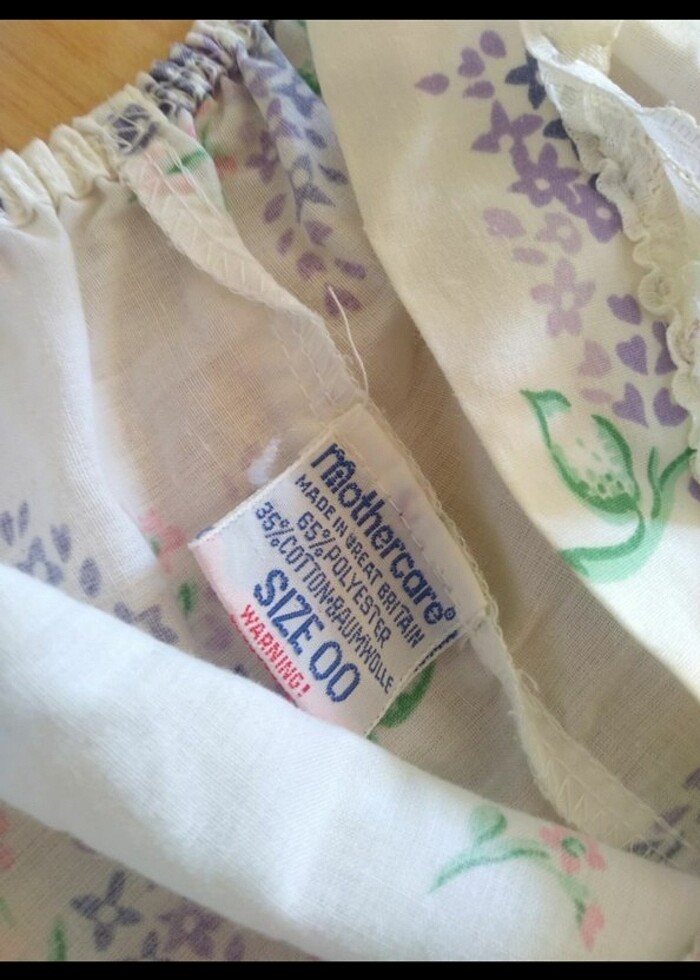 mothercare®
MADE IN GREAT BRITAIN
65% POLYESTER
35% COTTON·BAUMWOLLE
SIZE 00
WARNING!